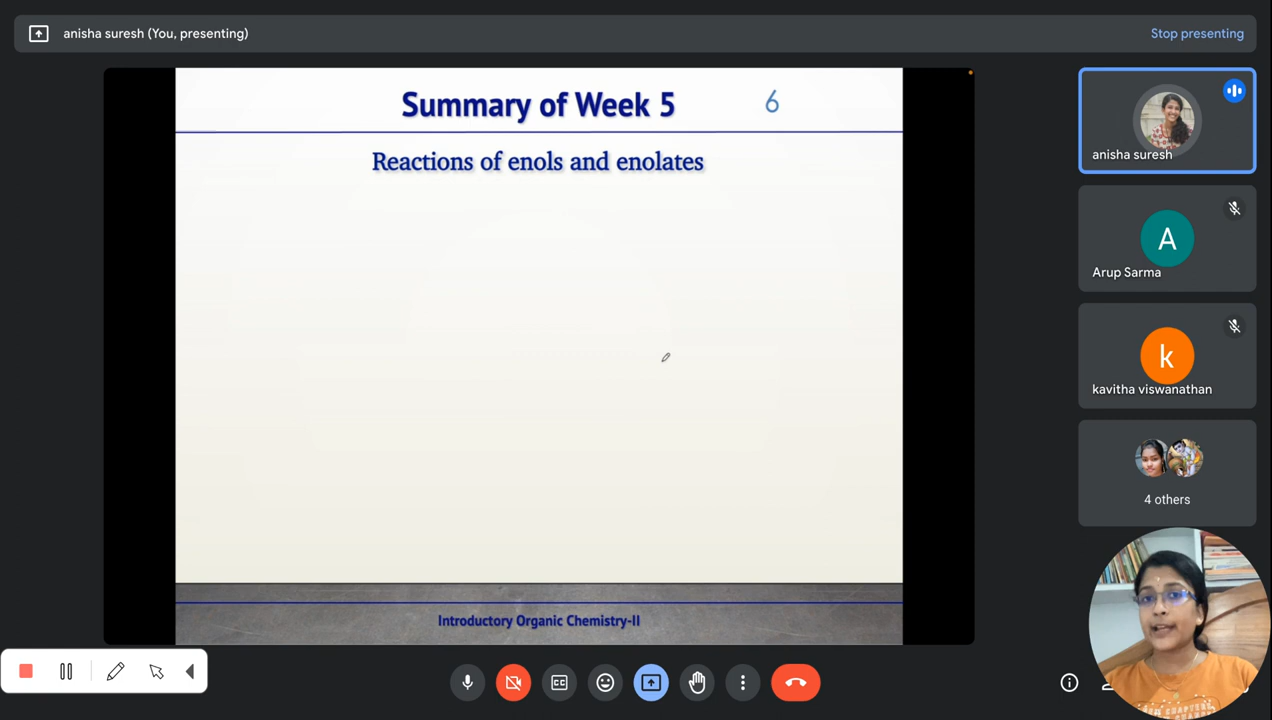 anisha suresh (You, presenting)
Stop presenting
Summary of Week 5
6
Reactions of enols and enolates
Introductory Organic Chemistry-II
anisha suresh
A
Arup Sarma
k
kavitha viswanathan
4 others
CC